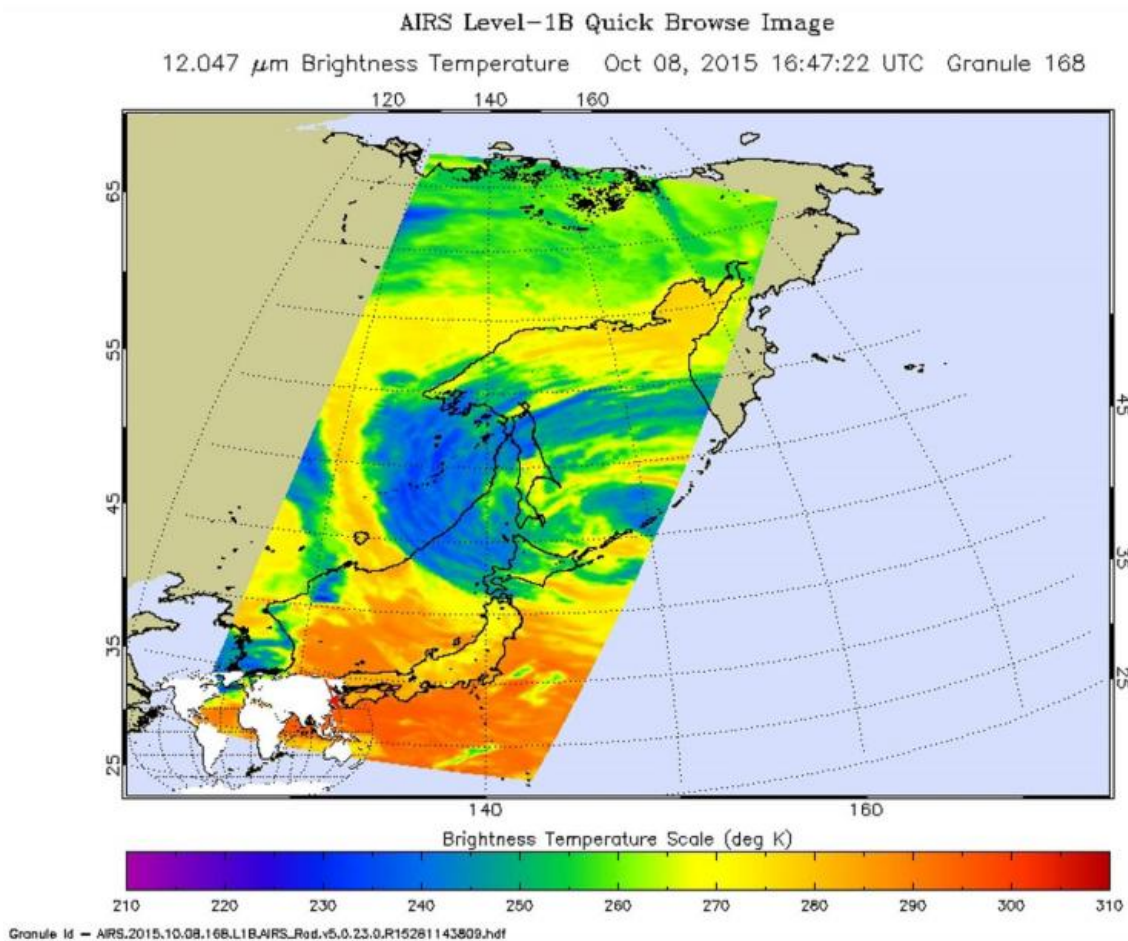 AIRS Level-1B Quick Browse Image
12.047 µm Brightness Temperature Oct 08, 2015 16:47:22 UTC Granule 168
120 140 160
65
55
45
45
35
35
25
25
140 160
Brightness Temperature Scale (deg K)
210 220 230 240 250 260 270 280 290 300 310
Granule Id - AIRS.2015.10.08.168.L1B.AIRS_Rad.v5.0.23.0.R15281143809.hdf